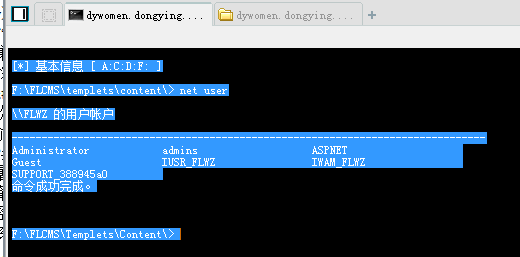 dywomen.dongying....
dywomen.dongying....
[*] 基本信息 [ A:C:D:F: ]
F:\FLCMS\templets\content\> net user
\\FLWZ 的用户帐户
-------------------------------------------------------------------------------
Administrator admins ASPNET
Guest IUSR_FLWZ IWAM_FLWZ
SUPPORT_388945a0
命令成功完成。
F:\FLCMS\Templets\Content\>